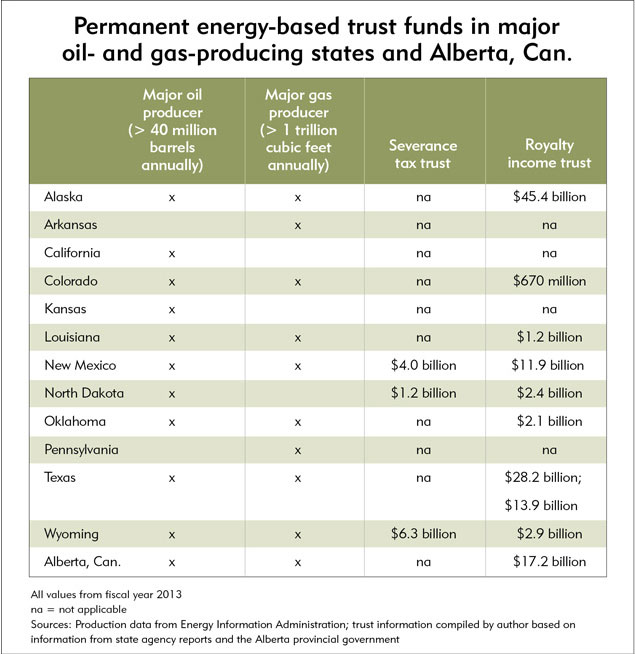 Permanent energy-based trust funds in major
oil- and gas-producing states and Alberta, Can.
Major oil producer (> 40 million barrels annually) Major gas producer (> 1 trillion cubic feet annually) Severance tax trust Royalty income trust
Alaska x x na $45.4 billion
Arkansas x na na
California x na na
Colorado x x na $670 million
Kansas x na na
Louisiana x x na $1.2 billion
New Mexico x x $4.0 billion $11.9 billion
North Dakota x $1.2 billion $2.4 billion
Oklahoma x x na $2.1 billion
Pennsylvania x na na
Texas x x na $28.2 billion;
$13.9 billion
Wyoming x x $6.3 billion $2.9 billion
Alberta, Can. x x na $17.2 billion
All values from fiscal year 2013
na = not applicable
Sources: Production data from Energy Information Administration; trust information compiled by author based on
information from state agency reports and the Alberta provincial government